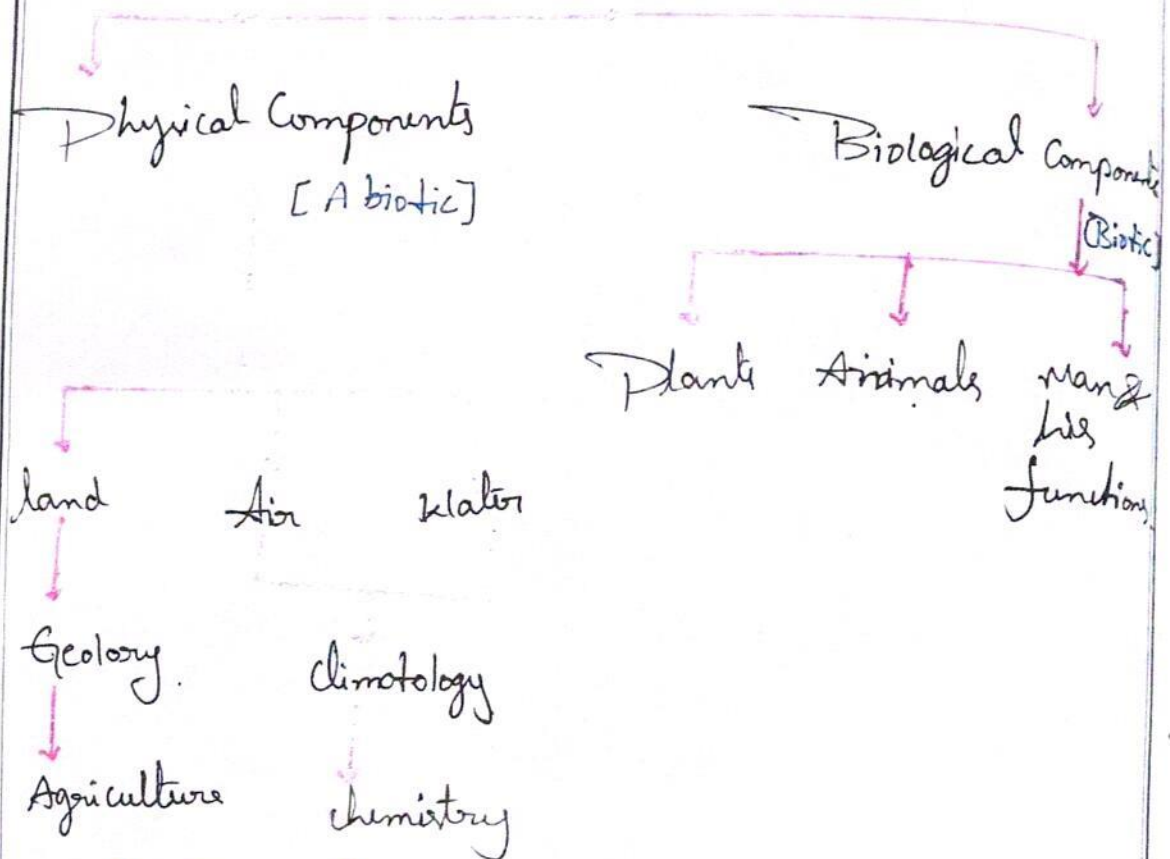 Physical Components
[Abiotic]
Biological Components
[Biotic]
Plants Animals Man &
his
functions.
land Air Water
Geology.
Climatology
Agriculture
chemistry